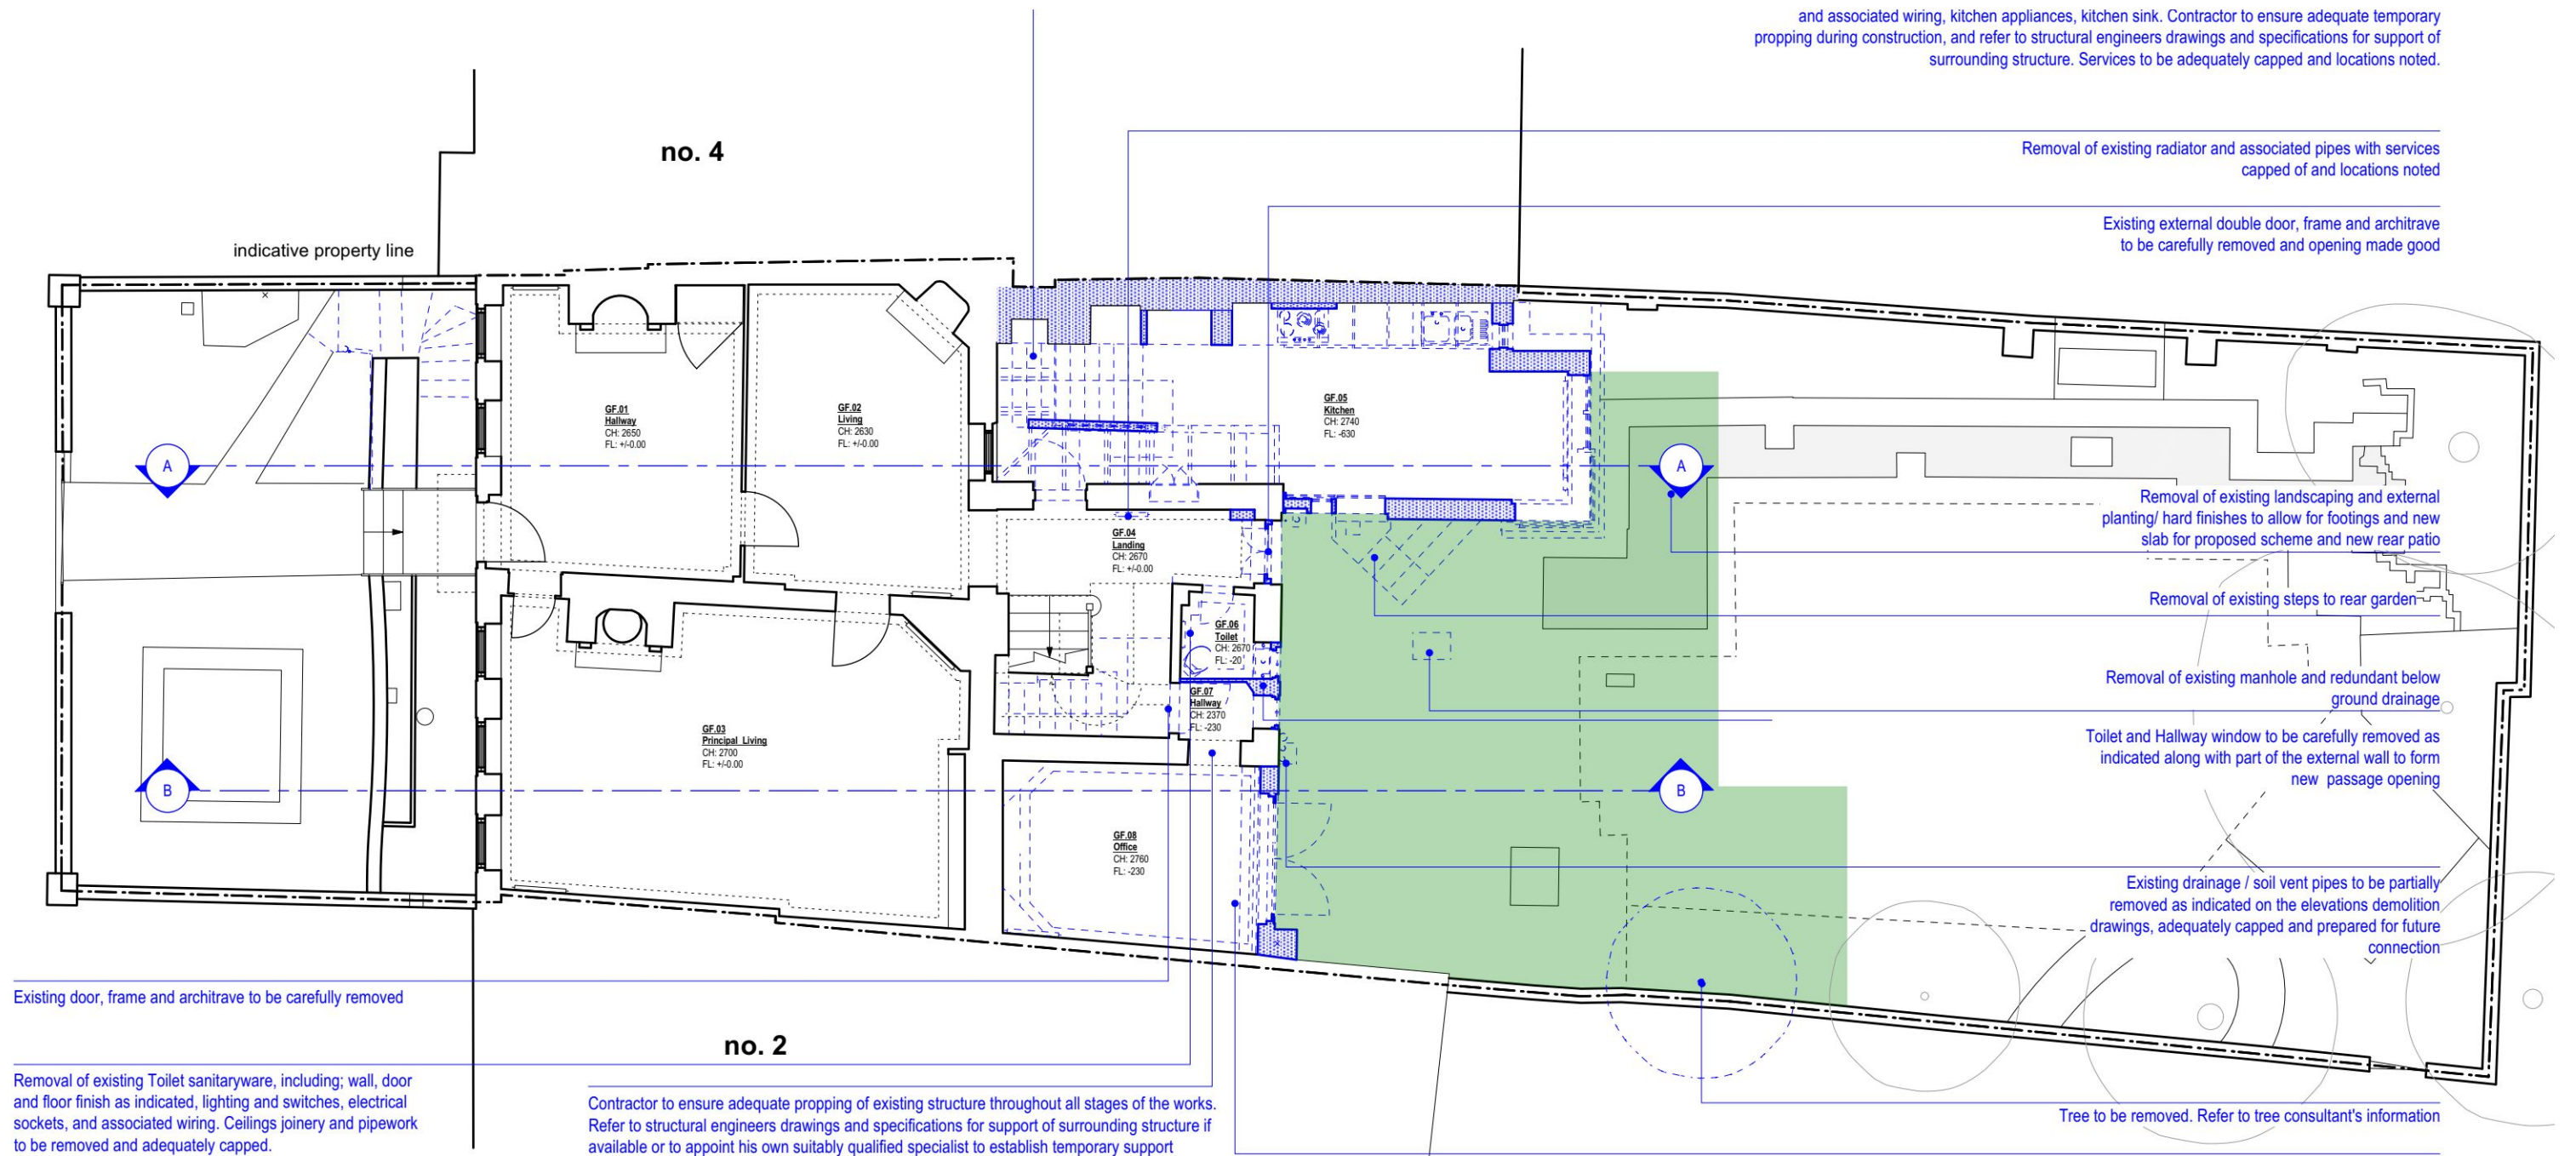 and associated wiring, kitchen appliances, kitchen sink. Contractor to ensure adequate temporary
propping during construction, and refer to structural engineers drawings and specifications for support of
surrounding structure. Services to be adequately capped and locations noted.
no. 4
Removal of existing radiator and associated pipes with services
capped of and locations noted
Existing external double door, frame and architrave
to be carefully removed and opening made good
indicative property line
GF.01
Hallway
CH: 2650
FL: +/-0.00
GF.02
Living
CH: 2630
FL: +/-0.00
GF.05
Kitchen
CH: 2740
FL: -630
A
A
Removal of existing landscaping and external
planting/ hard finishes to allow for footings and new
slab for proposed scheme and new rear patio
GF.04
Landing
CH: 2670
FL: +/-0.00
Removal of existing steps to rear garden
GF.06
Toilet
CH: 2670
FL: -20
Removal of existing manhole and redundant below
ground drainage
GF.07
Hallway
CH: 2370
FL: -230
GF.03
Principal Living
CH: 2700
FL: +/-0.00
Toilet and Hallway window to be carefully removed as
indicated along with part of the external wall to form
new passage opening
B
B
GF.08
Office
CH: 2760
FL: -230
Existing drainage / soil vent pipes to be partially
removed as indicated on the elevations demolition
drawings, adequately capped and prepared for future
connection
Existing door, frame and architrave to be carefully removed
no. 2
Removal of existing Toilet sanitaryware, including; wall, door
and floor finish as indicated, lighting and switches, electrical
sockets, and associated wiring. Ceilings joinery and pipework
to be removed and adequately capped.
Contractor to ensure adequate propping of existing structure throughout all stages of the works.
Refer to structural engineers drawings and specifications for support of surrounding structure if
available or to appoint his own suitably qualified specialist to establish temporary support
Tree to be removed. Refer to tree consultant's information